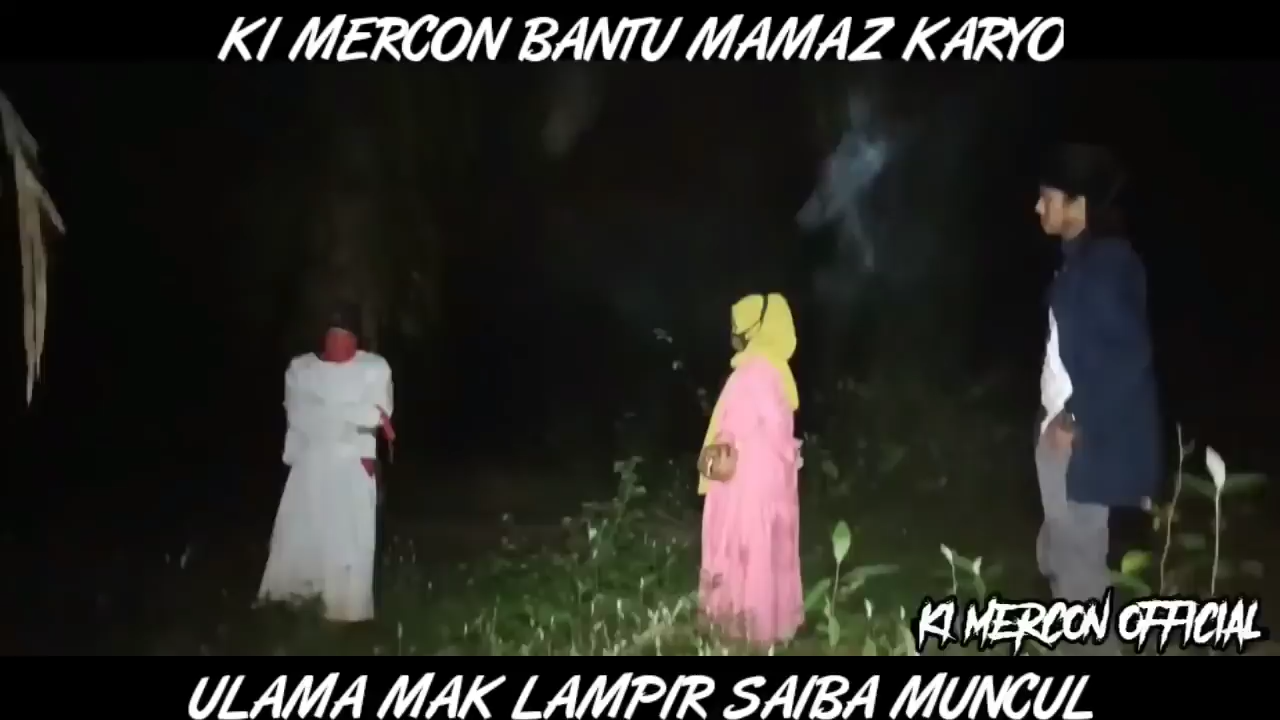 KI MERCON BANTU MAMAZ KARYO
KI MERCON OFFICIAL
ULAMA MAK LAMPIR SAIBA MUNCUL